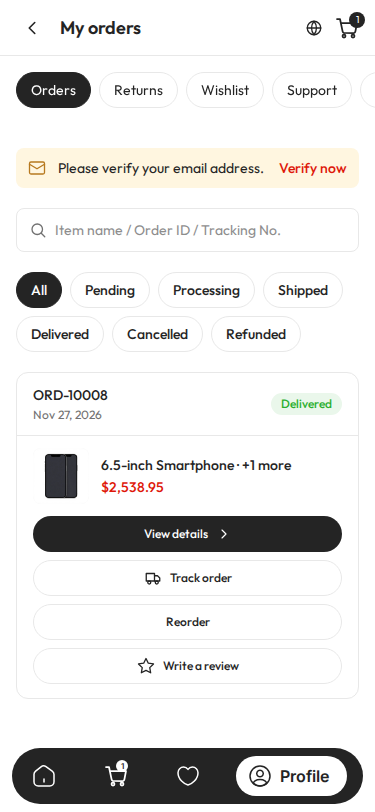 My orders
1
Orders
Returns
Wishlist
Support
Please verify your email address. Verify now
Item name / Order ID / Tracking No.
All
Pending
Processing
Shipped
Delivered
Cancelled
Refunded
ORD-10008
Delivered
Nov 27, 2026
6.5-inch Smartphone · +1 more
$2,538.95
View details
Track order
Reorder
Write a review
1
Profile